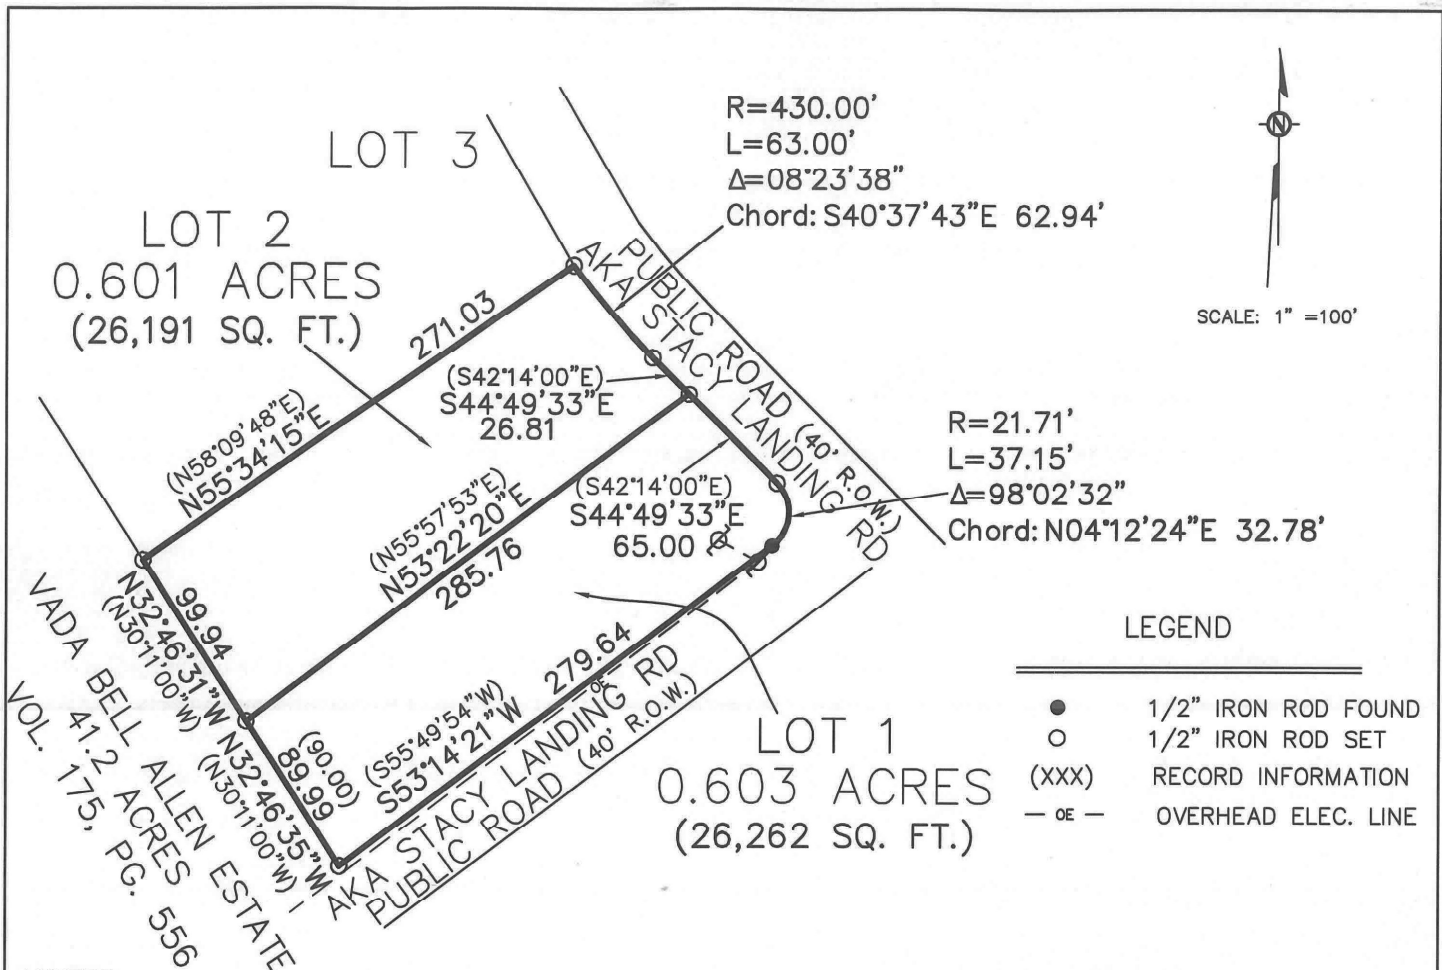 R=430.00'
L=63.00'
Δ=08°23'38"
Chord: S40°37'43"E 62.94'
N
SCALE: 1" =100'
LOT 3
LOT 2
0.601 ACRES
(26,191 SQ. FT.)
271.03
(N58°09'48"E)
N55°34'15"E
PUBLIC ROAD (40' R.O.W.)
AKA STACY LANDING RD
(S42°14'00"E)
S44°49'33"E
26.81
R=21.71'
L=37.15'
Δ=98°02'32"
Chord: N04°12'24"E 32.78'
(N55°57'53"E)
N53°22'20"E
285.76
(S42°14'00"E)
S44°49'33"E
65.00
99.94
N32°46'31"W
(N30°11'00"W)
VADA BELL ALLEN ESTATE
41.2 ACRES
VOL. 175, PG. 556
(90.00)
89.99
N32°46'35"W
(N30°11'00"W)
279.64
(S55°49'54"W)
S53°14'21"W
OE
AKA STACY LANDING RD
PUBLIC ROAD (40' R.O.W.)
LOT 1
0.603 ACRES
(26,262 SQ. FT.)
LEGEND
1/2" IRON ROD FOUND
1/2" IRON ROD SET
(XXX) RECORD INFORMATION
— OE — OVERHEAD ELEC. LINE